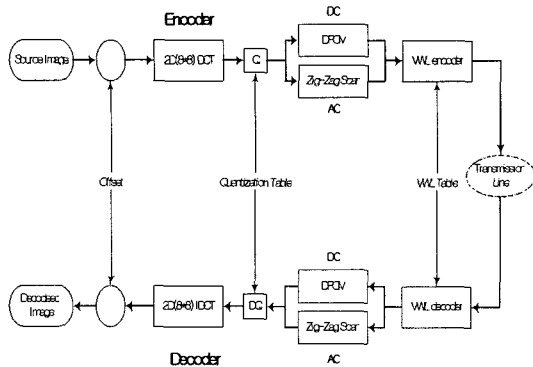 Encoder
DC
Source Image
2D(8×8) DCT
Q
DPCM
Zig-Zag Scan
AC
VWL encoder
Offset
Quantization Table
VWL Table
Transmission
Line
DC
Decoded
Image
2D(8×8) IDCT
DQ
DPCM
Zig-Zag Scan
AC
VWL decoder
Decoder